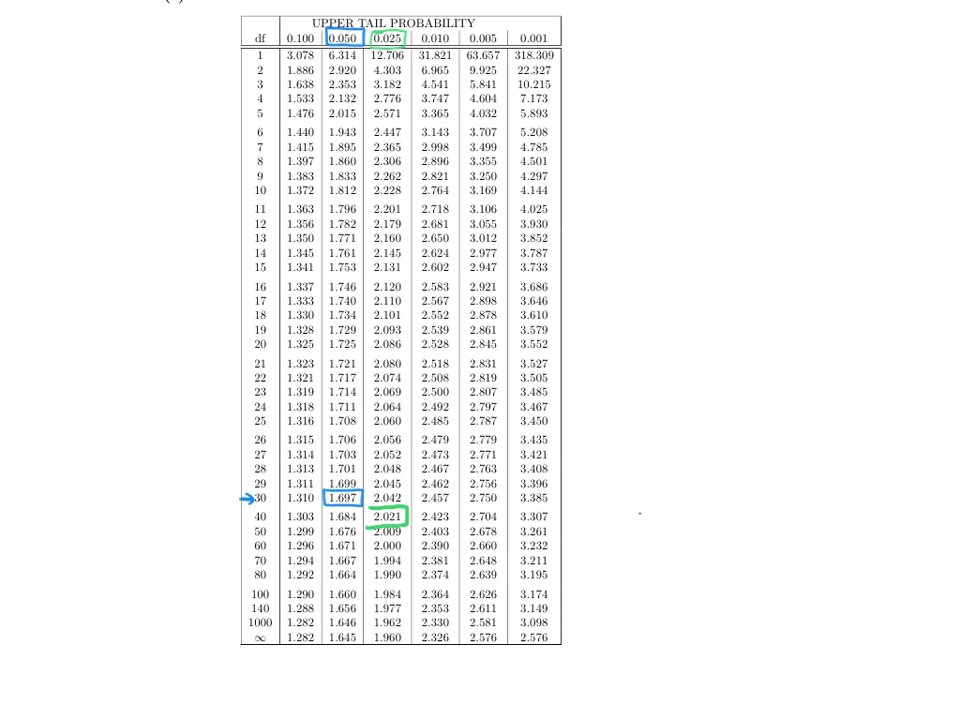 UPPER TAIL PROBABILITY
df 0.100 0.050 0.025 0.010 0.005 0.001
1 3.078 6.314 12.706 31.821 63.657 318.309
2 1.886 2.920 4.303 6.965 9.925 22.327
3 1.638 2.353 3.182 4.541 5.841 10.215
4 1.533 2.132 2.776 3.747 4.604 7.173
5 1.476 2.015 2.571 3.365 4.032 5.893
6 1.440 1.943 2.447 3.143 3.707 5.208
7 1.415 1.895 2.365 2.998 3.499 4.785
8 1.397 1.860 2.306 2.896 3.355 4.501
9 1.383 1.833 2.262 2.821 3.250 4.297
10 1.372 1.812 2.228 2.764 3.169 4.144
11 1.363 1.796 2.201 2.718 3.106 4.025
12 1.356 1.782 2.179 2.681 3.055 3.930
13 1.350 1.771 2.160 2.650 3.012 3.852
14 1.345 1.761 2.145 2.624 2.977 3.787
15 1.341 1.753 2.131 2.602 2.947 3.733
16 1.337 1.746 2.120 2.583 2.921 3.686
17 1.333 1.740 2.110 2.567 2.898 3.646
18 1.330 1.734 2.101 2.552 2.878 3.610
19 1.328 1.729 2.093 2.539 2.861 3.579
20 1.325 1.725 2.086 2.528 2.845 3.552
21 1.323 1.721 2.080 2.518 2.831 3.527
22 1.321 1.717 2.074 2.508 2.819 3.505
23 1.319 1.714 2.069 2.500 2.807 3.485
24 1.318 1.711 2.064 2.492 2.797 3.467
25 1.316 1.708 2.060 2.485 2.787 3.450
26 1.315 1.706 2.056 2.479 2.779 3.435
27 1.314 1.703 2.052 2.473 2.771 3.421
28 1.313 1.701 2.048 2.467 2.763 3.408
29 1.311 1.699 2.045 2.462 2.756 3.396
30 1.310 1.697 2.042 2.457 2.750 3.385
40 1.303 1.684 2.021 2.423 2.704 3.307
50 1.299 1.676 2.009 2.403 2.678 3.261
60 1.296 1.671 2.000 2.390 2.660 3.232
70 1.294 1.667 1.994 2.381 2.648 3.211
80 1.292 1.664 1.990 2.374 2.639 3.195
100 1.290 1.660 1.984 2.364 2.626 3.174
140 1.288 1.656 1.977 2.353 2.611 3.149
1000 1.282 1.646 1.962 2.330 2.581 3.098
∞ 1.282 1.645 1.960 2.326 2.576 2.576